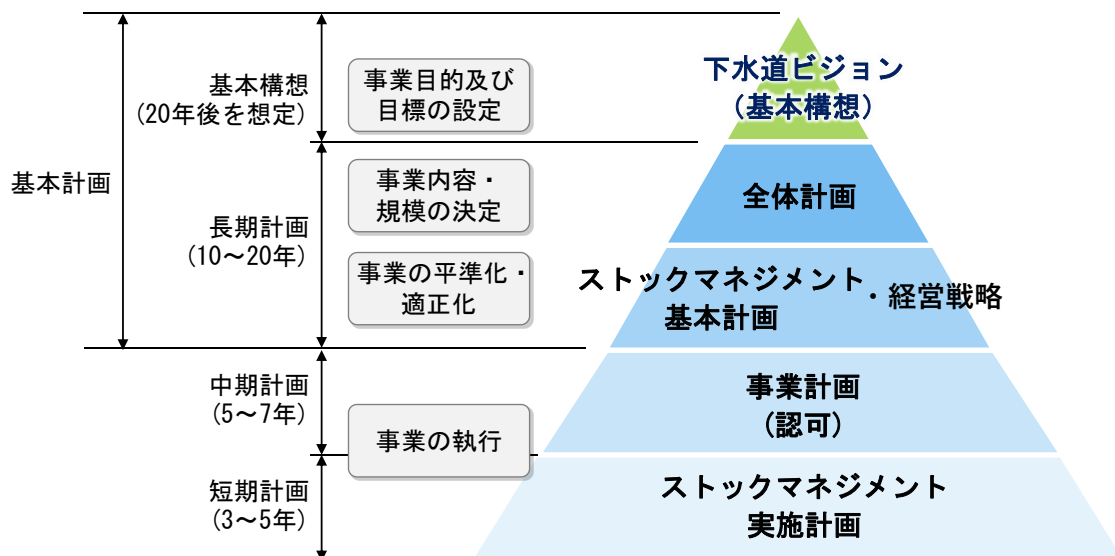 基本計画
基本構想
(20年後を想定)
長期計画
(10～20年)
中期計画
(5～7年)
短期計画
(3～5年)
事業目的及び
目標の設定
事業内容・
規模の決定
事業の平準化・
適正化
事業の執行
下水道ビジョン
(基本構想)
全体計画
ストックマネジメント
基本計画
・経営戦略
事業計画
(認可)
ストックマネジメント
実施計画